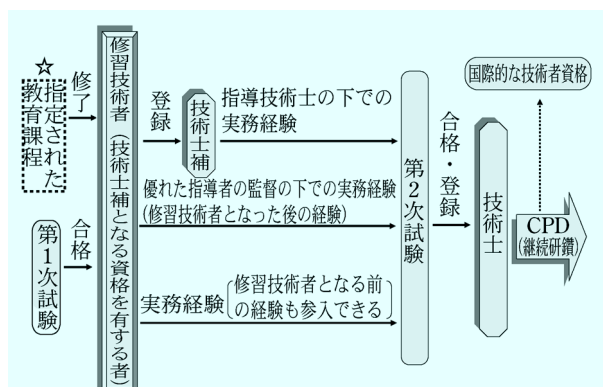 ☆
指定された
教育課程
修了
第1次試験
合格
修習技術者（技術士補となる資格を有する者）
登録
技術士補
指導技術士の下での
実務経験
優れた指導者の監督の下での実務経験
(修習技術者となった後の経験)
実務経験
修習技術者となる前
の経験も参入できる
第2次試験
合格・登録
技術士
国際的な技術者資格
CPD
(継続研鑽)